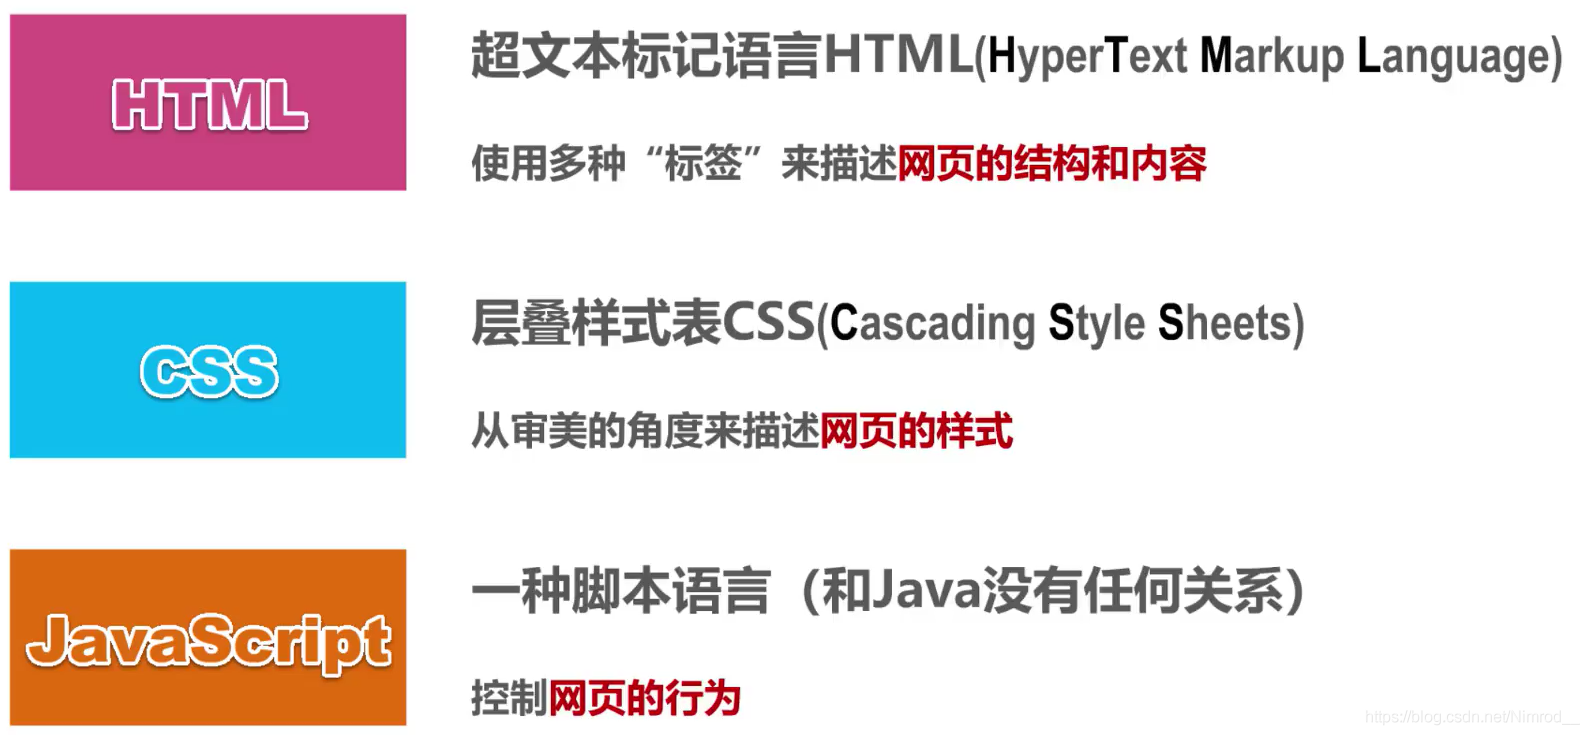 HTML
超文本标记语言HTML(HyperText Markup Language)
使用多种“标签”来描述网页的结构和内容
CSS
层叠样式表CSS(Cascading Style Sheets)
从审美的角度来描述网页的样式
JavaScript
一种脚本语言（和Java没有任何关系）
控制网页的行为
https://blog.csdn.net/Nimrod__